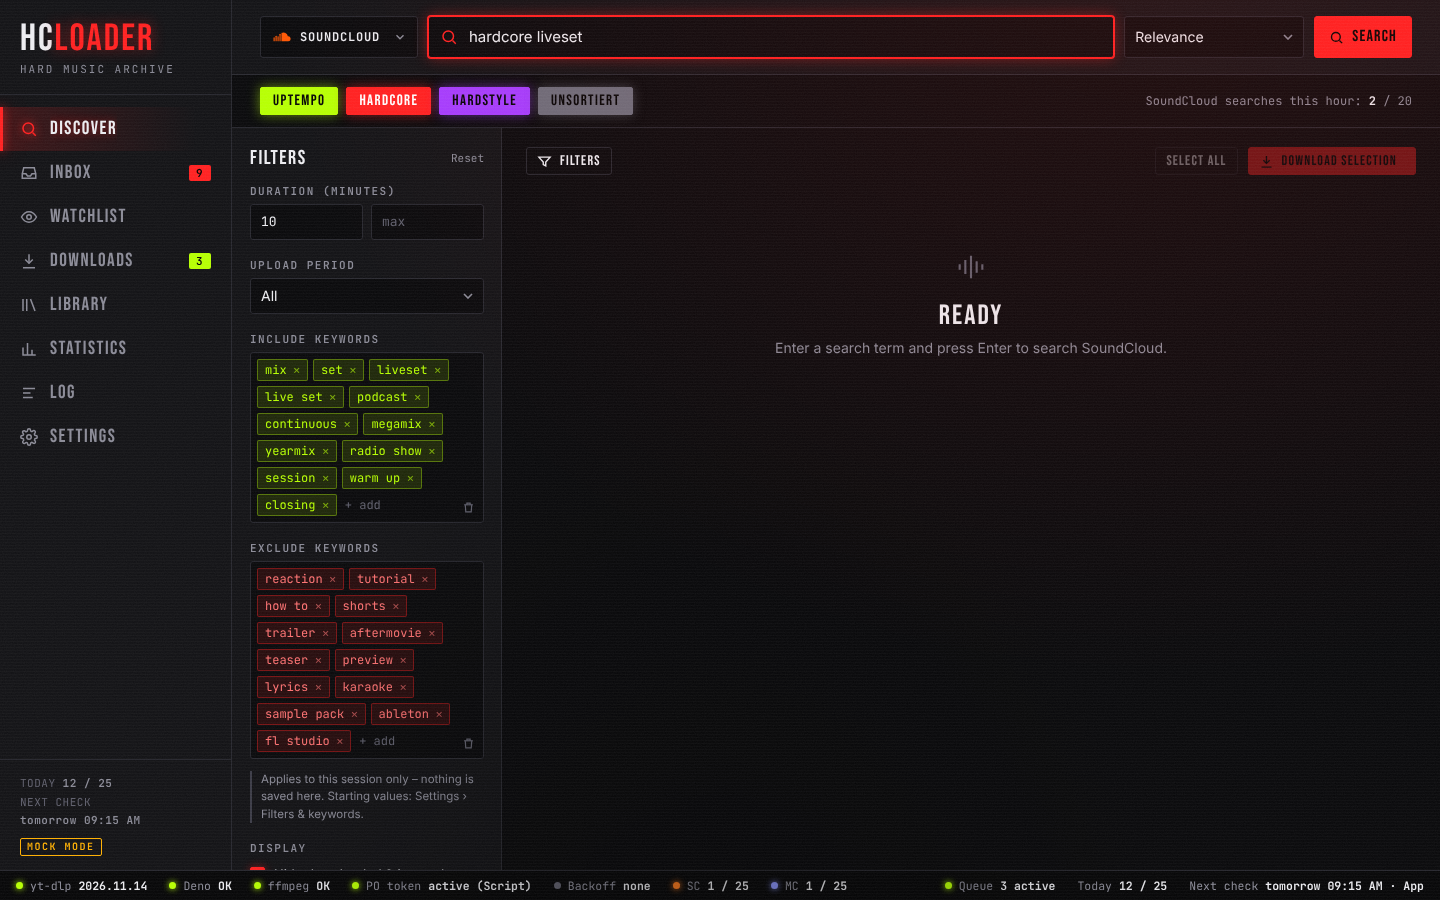 HCLOADER
HARD MUSIC ARCHIVE
DISCOVER
INBOX 9
WATCHLIST
DOWNLOADS 3
LIBRARY
STATISTICS
LOG
SETTINGS
TODAY 12 / 25
NEXT CHECK
tomorrow 09:15 AM
MOCK MODE
SOUNDCLOUD
hardcore liveset
Relevance
SEARCH
UPTEMPO HARDCORE HARDSTYLE UNSORTIERT
SoundCloud searches this hour: 2 / 20
FILTERS Reset
DURATION (MINUTES)
10 max
UPLOAD PERIOD
All
INCLUDE KEYWORDS
mix × set × liveset ×
live set × podcast ×
continuous × megamix ×
yearmix × radio show ×
session × warm up ×
closing × + add
EXCLUDE KEYWORDS
reaction × tutorial ×
how to × shorts ×
trailer × aftermovie ×
teaser × preview ×
lyrics × karaoke ×
sample pack × ableton ×
fl studio × + add
Applies to this session only – nothing is
saved here. Starting values: Settings ›
Filters & keywords.
DISPLAY
FILTERS
SELECT ALL
DOWNLOAD SELECTION
READY
Enter a search term and press Enter to search SoundCloud.
yt-dlp 2026.11.14 Deno OK ffmpeg OK PO token active (Script) Backoff none SC 1 / 25 MC 1 / 25 Queue 3 active Today 12 / 25 Next check tomorrow 09:15 AM · App